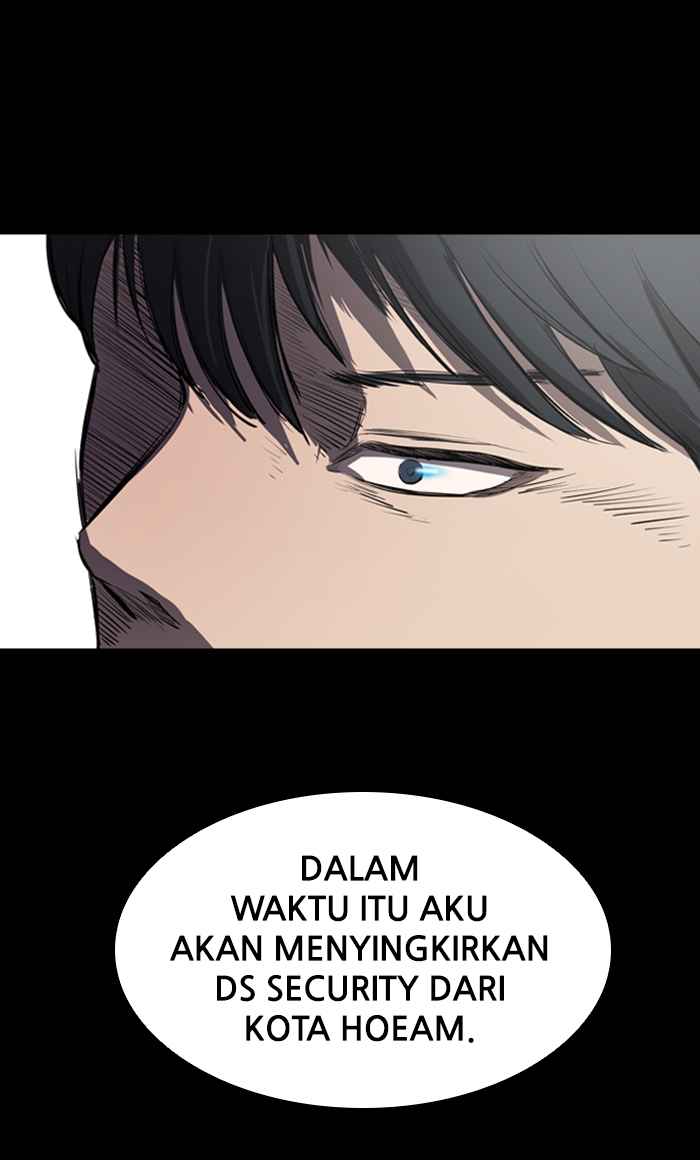 DALAM
WAKTU ITU AKU
AKAN MENYINGKIRKAN
DS SECURITY DARI
KOTA HOEAM.